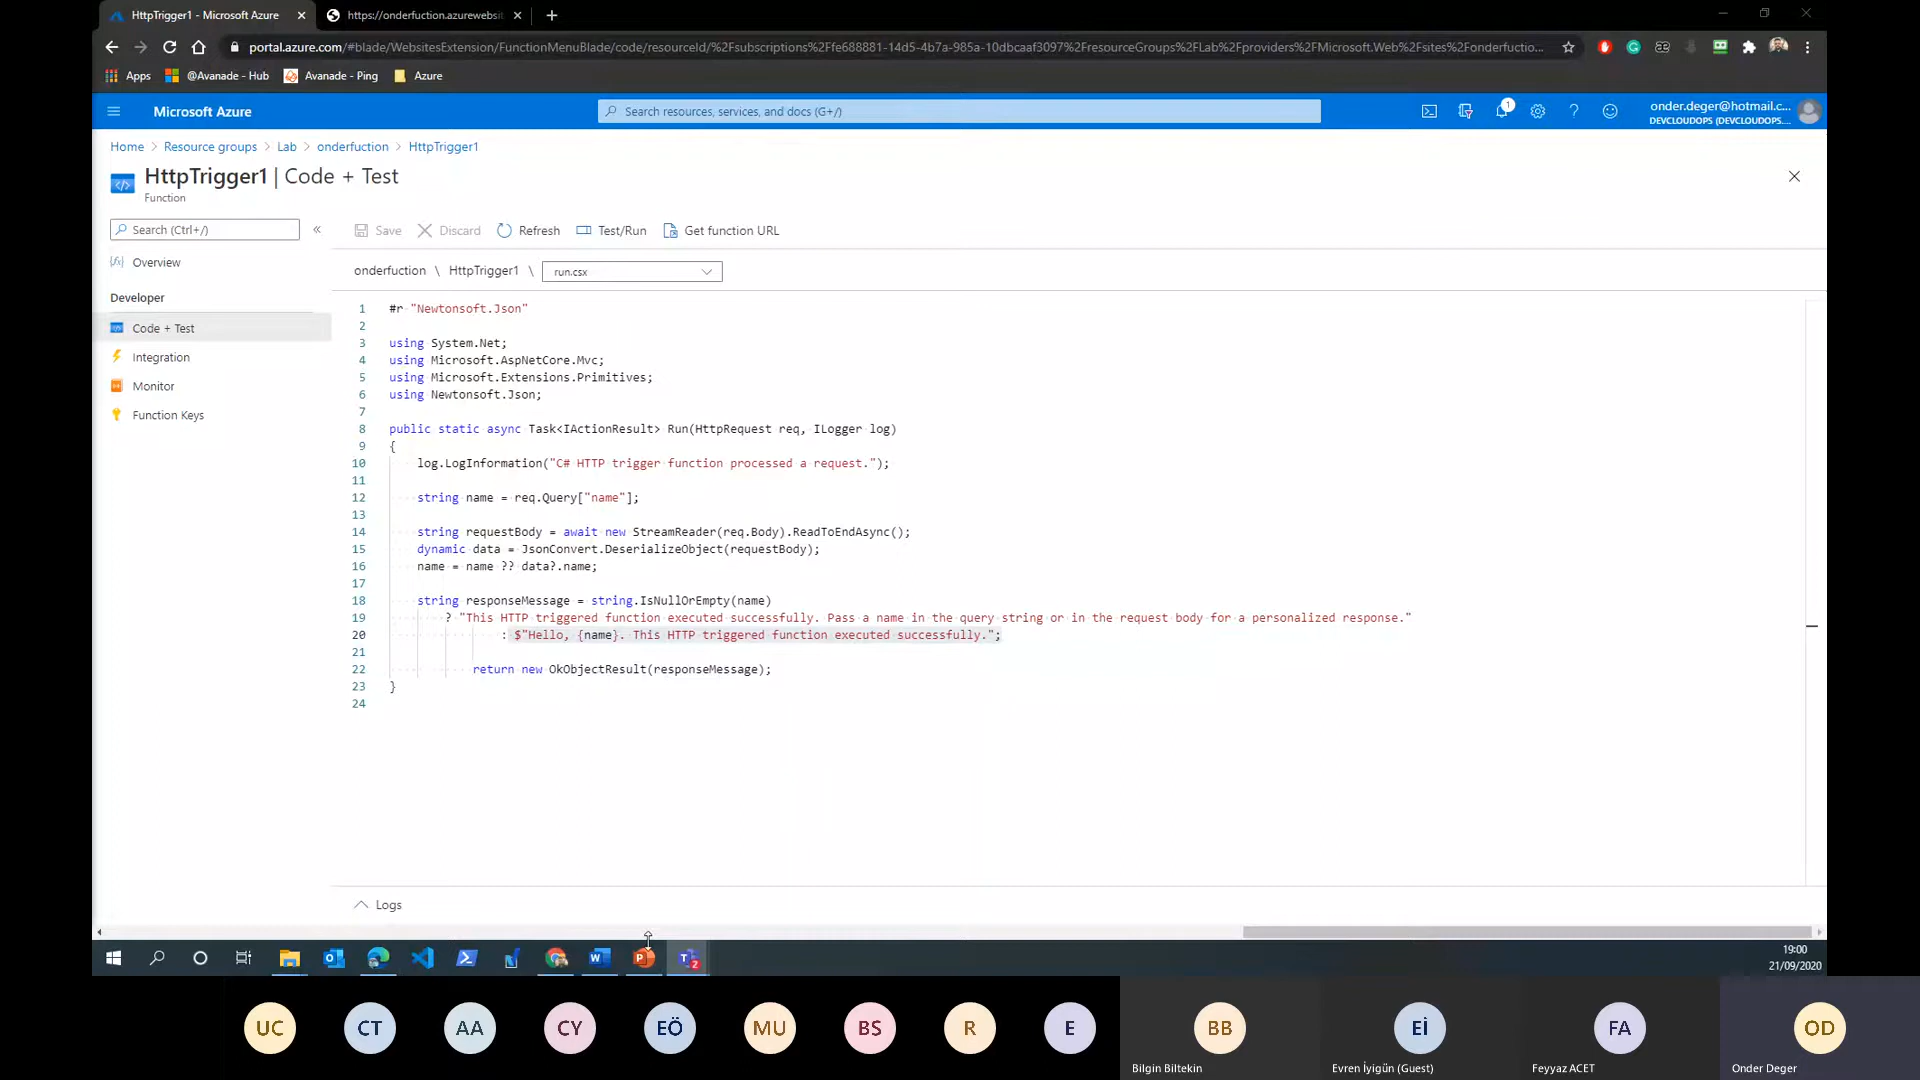 HttpTrigger1 - Microsoft Azure
https://onderfuction.azurewebsit
portal.azure.com/#blade/WebsitesExtension/FunctionMenuBlade/code/resourceId/%2Fsubscriptions%2Ffe688881-14d5-4b7a-985a-10dbcaaf3097%2FresourceGroups%2FLab%2Fproviders%2FMicrosoft.Web%2Fsites%2Fonderfuctio...
Apps
@Avanade - Hub
Avanade - Ping
Azure
Microsoft Azure
Search resources, services, and docs (G+/)
1
onder.deger@hotmail.c...
DEVCLOUDOPS (DEVCLOUDOPS....
Home > Resource groups > Lab > onderfuction > HttpTrigger1
HttpTrigger1 | Code + Test
Function
Search (Ctrl+/)
«
Save
Discard
Refresh
Test/Run
Get function URL
Overview
Developer
Code + Test
Integration
Monitor
Function Keys
onderfuction \ HttpTrigger1 \ run.csx
1 #r "Newtonsoft.Json"
2
3 using System.Net;
4 using Microsoft.AspNetCore.Mvc;
5 using Microsoft.Extensions.Primitives;
6 using Newtonsoft.Json;
7
8 public static async Task<IActionResult> Run(HttpRequest req, ILogger log)
9 {
10 log.LogInformation("C# HTTP trigger function processed a request.");
11
12 string name = req.Query["name"];
13
14 string requestBody = await new StreamReader(req.Body).ReadToEndAsync();
15 dynamic data = JsonConvert.DeserializeObject(requestBody);
16 name = name ?? data?.name;
17
18 string responseMessage = string.IsNullOrEmpty(name)
19 ? "This HTTP triggered function executed successfully. Pass a name in the query string or in the request body for a personalized response."
20 : $"Hello, {name}. This HTTP triggered function executed successfully.";
21
22 return new OkObjectResult(responseMessage);
23 }
24
Logs
19:00
21/09/2020
UC
CT
AA
CY
EÖ
MU
BS
R
E
BB
Eİ
FA
OD
Bilgin Biltekin
Evren İyigün (Guest)
Feyyaz ACET
Onder Deger